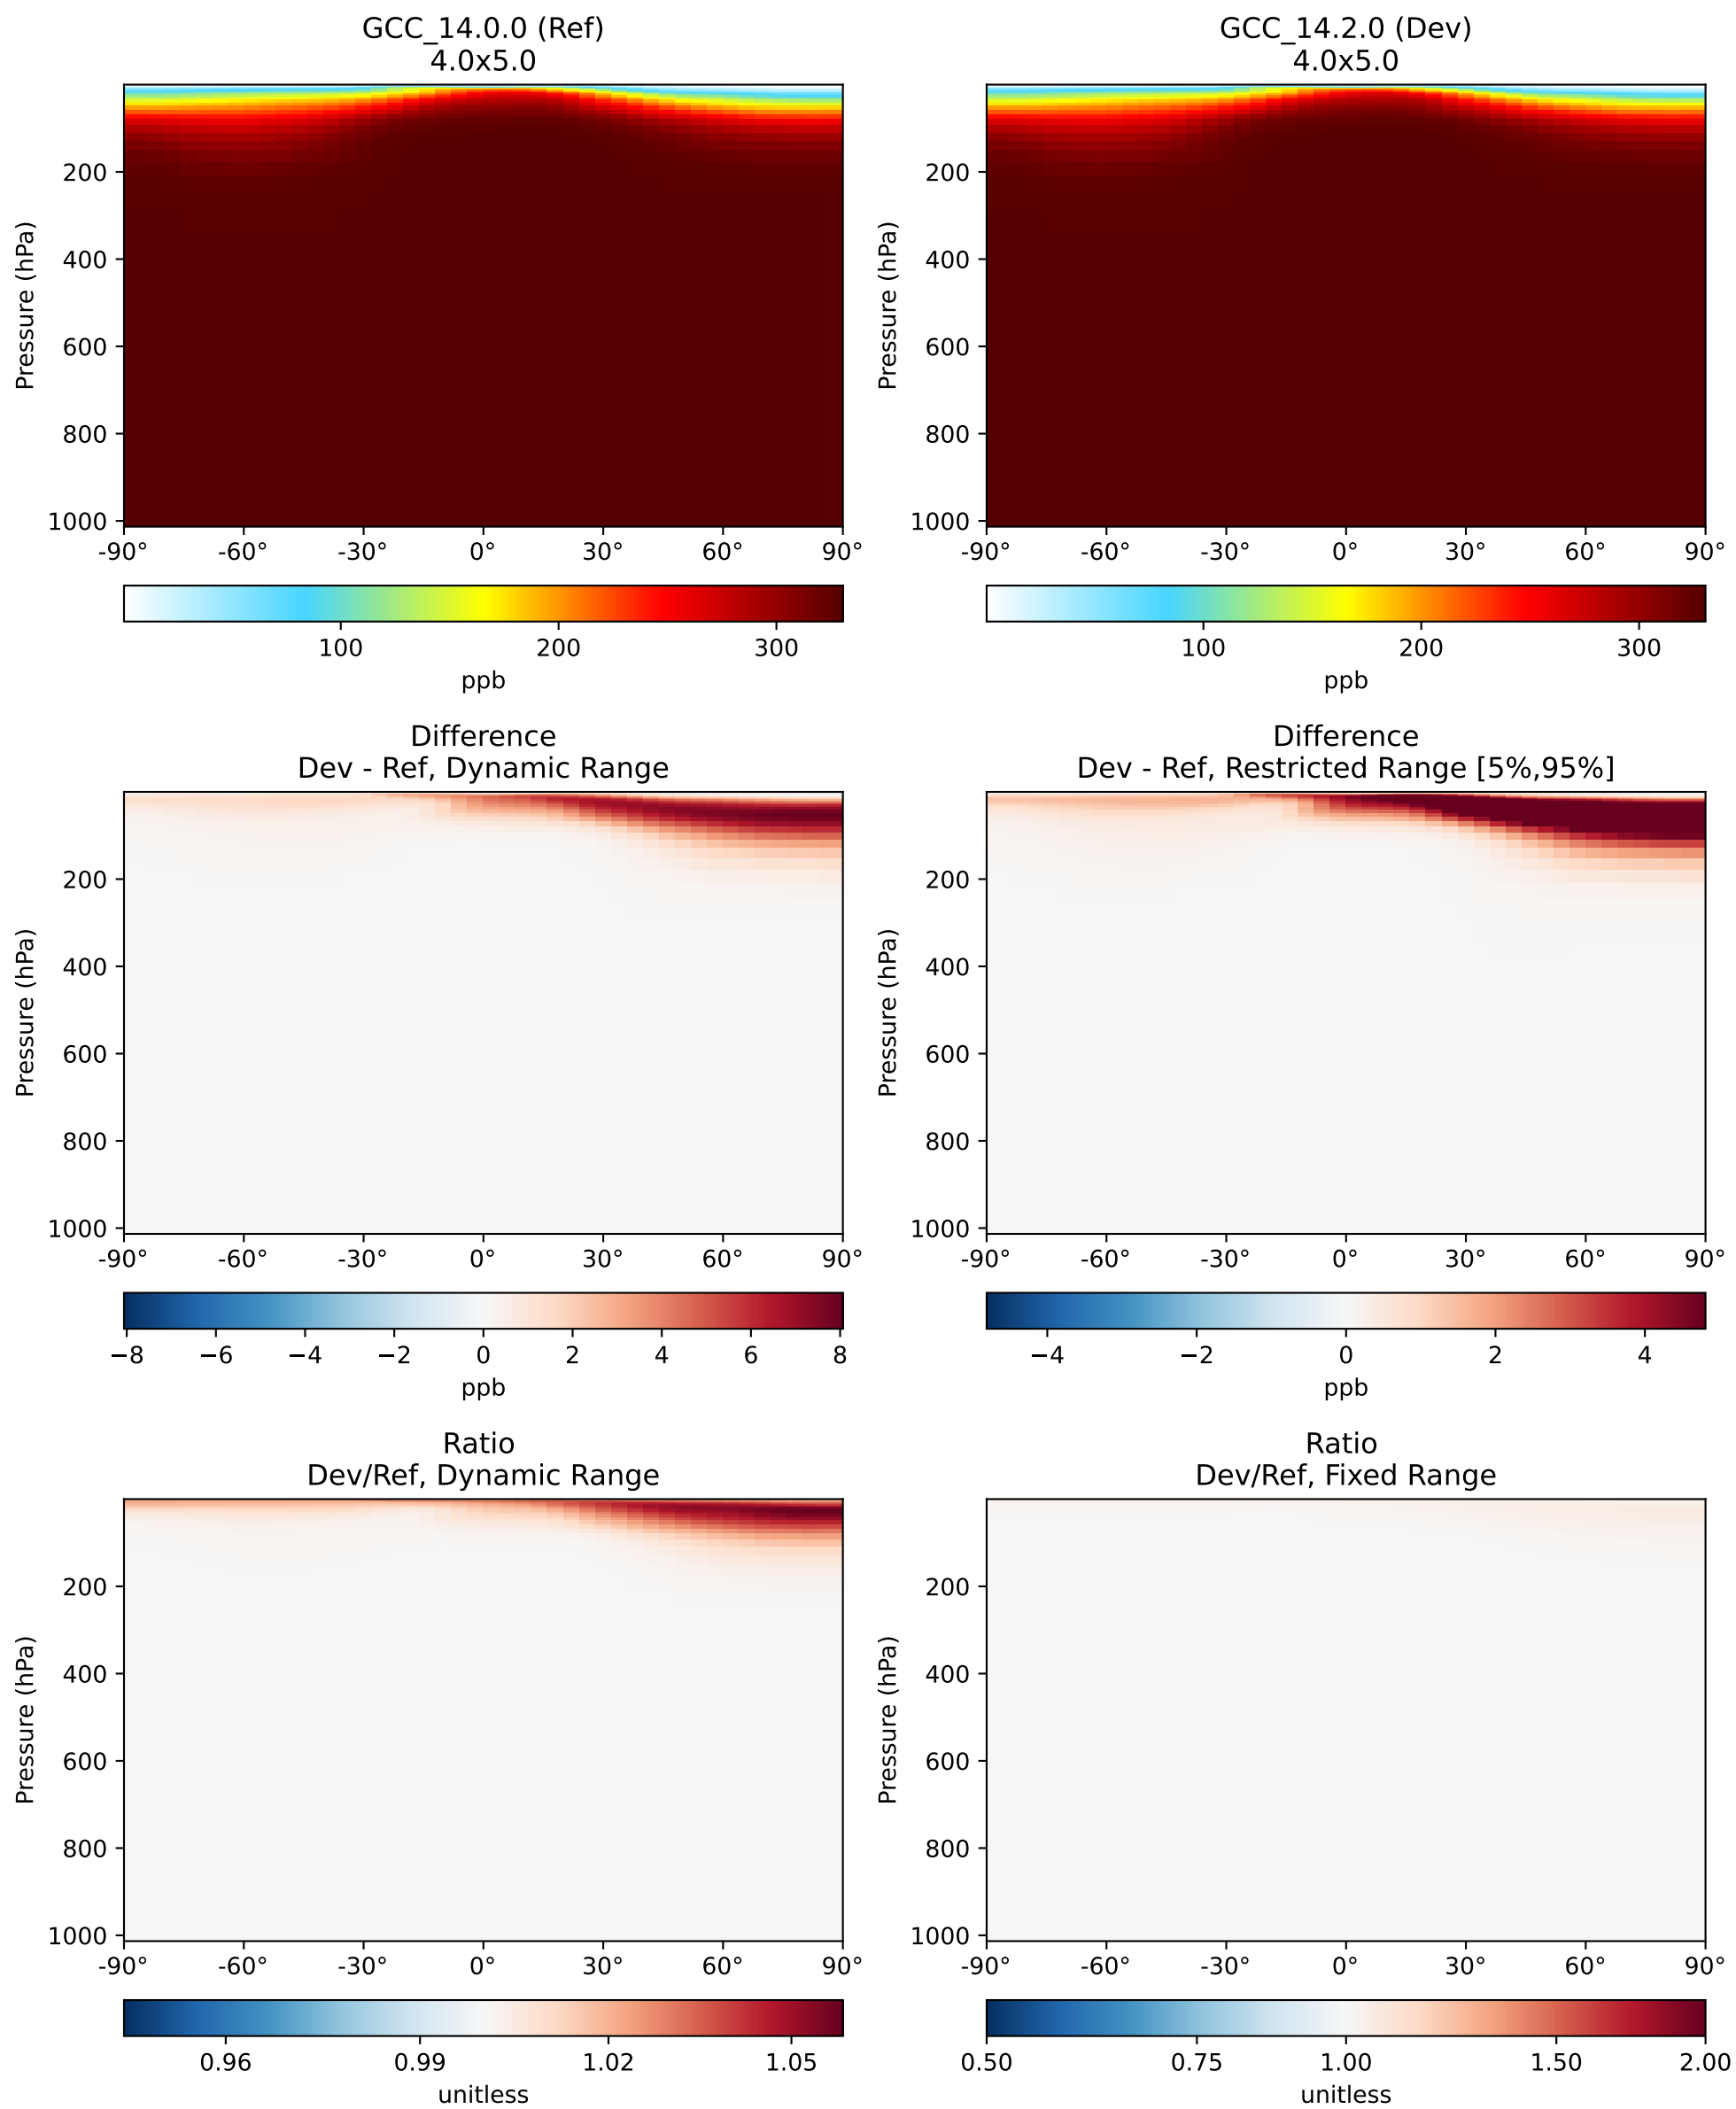 GCC_14.0.0 (Ref)
4.0x5.0
GCC_14.2.0 (Dev)
4.0x5.0
Pressure (hPa)
200
400
600
800
1000
-90° -60° -30° 0° 30° 60° 90°
100 200 300
ppb
Pressure (hPa)
200
400
600
800
1000
-90° -60° -30° 0° 30° 60° 90°
100 200 300
ppb
Difference
Dev - Ref, Dynamic Range
Difference
Dev - Ref, Restricted Range [5%,95%]
Pressure (hPa)
200
400
600
800
1000
-90° -60° -30° 0° 30° 60° 90°
−8 −6 −4 −2 0 2 4 6 8
ppb
Pressure (hPa)
200
400
600
800
1000
-90° -60° -30° 0° 30° 60° 90°
−4 −2 0 2 4
ppb
Ratio
Dev/Ref, Dynamic Range
Ratio
Dev/Ref, Fixed Range
Pressure (hPa)
200
400
600
800
1000
-90° -60° -30° 0° 30° 60° 90°
0.96 0.99 1.02 1.05
unitless
Pressure (hPa)
200
400
600
800
1000
-90° -60° -30° 0° 30° 60° 90°
0.50 0.75 1.00 1.50 2.00
unitless